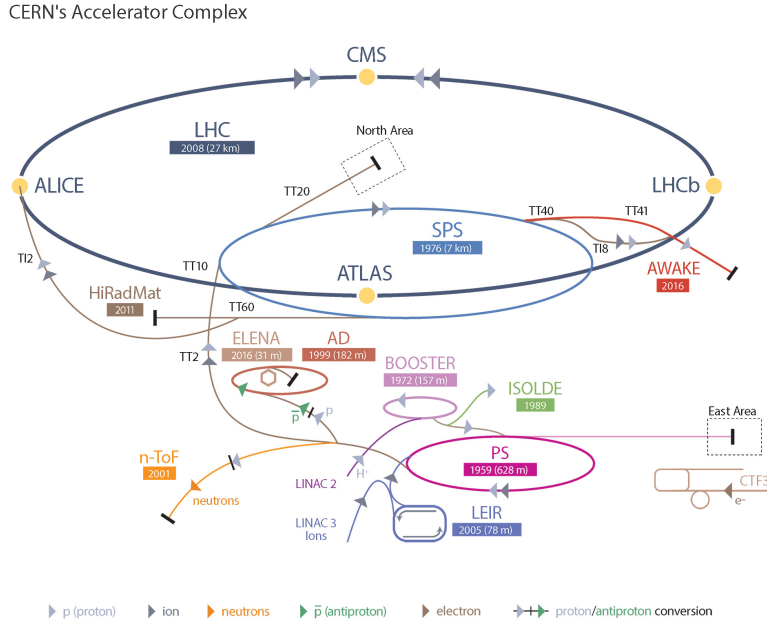 CERN's Accelerator Complex
CMS
LHC
2008 (27 km)
North Area
ALICE
LHCb
TT20
TT40
TT41
SPS
1976 (7 km)
TI8
TI2
TT10
ATLAS
AWAKE
2016
HiRadMat
2011
TT60
ELENA
2016 (31 m)
AD
1999 (182 m)
TT2
BOOSTER
1972 (157 m)
ISOLDE
1989
p
p̅
East Area
n-ToF
2001
PS
1959 (628 m)
H⁺
LINAC 2
neutrons
CTF3
e⁻
LEIR
2005 (78 m)
LINAC 3
Ions
p (proton)
ion
neutrons
p̅ (antiproton)
electron
proton/antiproton conversion